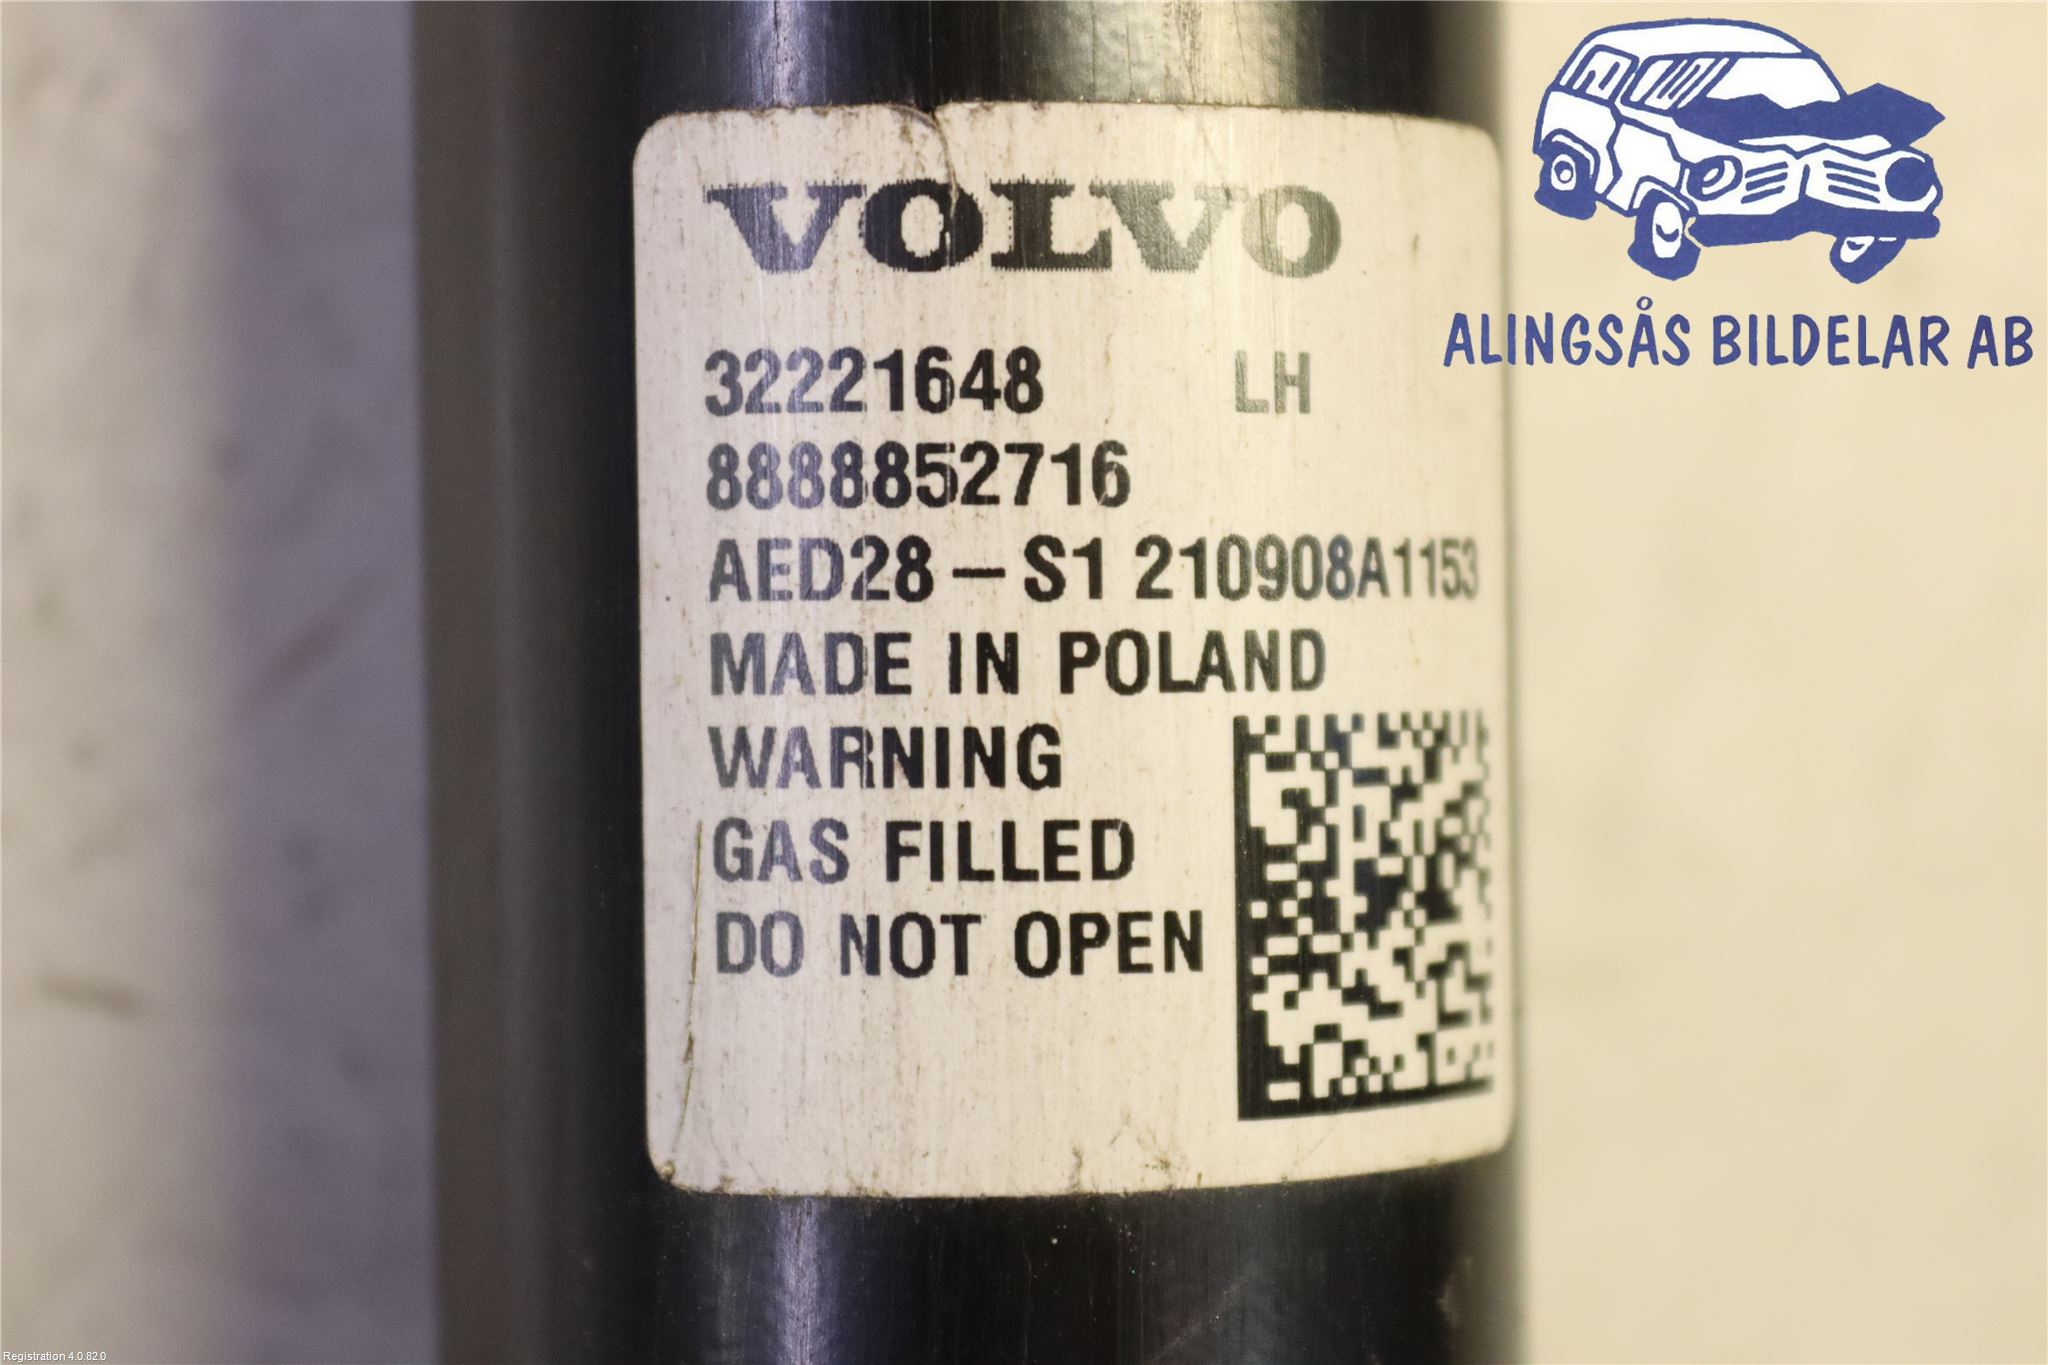 VOLVO
32221648 LH
8888852716
AED28-S1 210908A1153
MADE IN POLAND
WARNING
GAS FILLED
DO NOT OPEN
ALINGSÅS BILDELAR AB
Registration 4.0.82.0